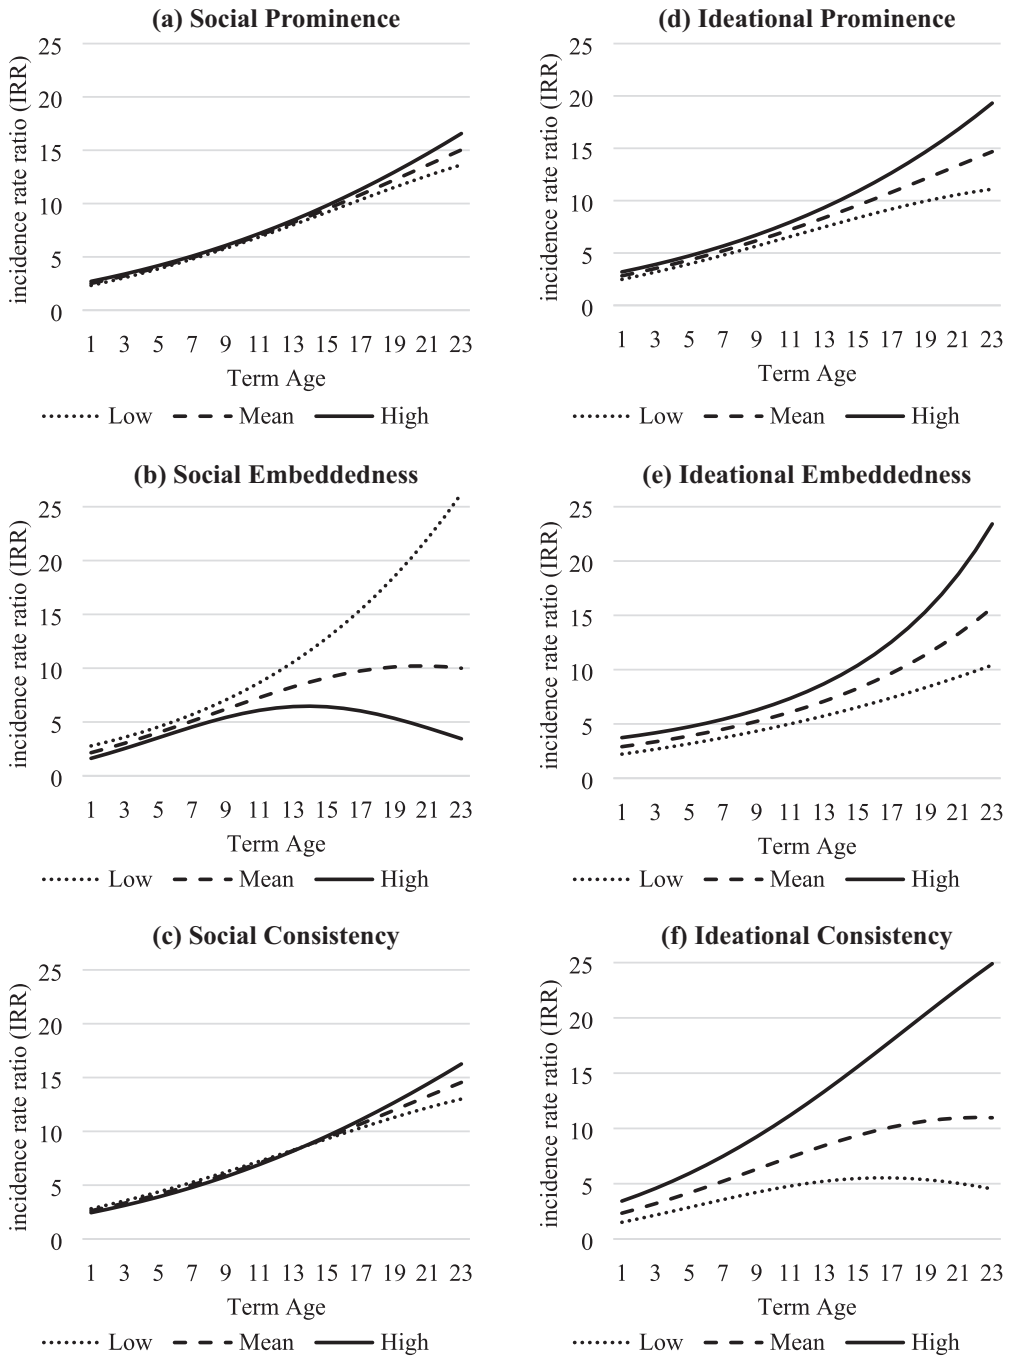 (a) Social Prominence
incidence rate ratio (IRR)
25
20
15
10
5
0
1 3 5 7 9 11 13 15 17 19 21 23
Term Age
Low Mean High
(d) Ideational Prominence
incidence rate ratio (IRR)
25
20
15
10
5
0
1 3 5 7 9 11 13 15 17 19 21 23
Term Age
Low Mean High
(b) Social Embeddedness
incidence rate ratio (IRR)
25
20
15
10
5
0
1 3 5 7 9 11 13 15 17 19 21 23
Term Age
Low Mean High
(e) Ideational Embeddedness
incidence rate ratio (IRR)
25
20
15
10
5
0
1 3 5 7 9 11 13 15 17 19 21 23
Term Age
Low Mean High
(c) Social Consistency
incidence rate ratio (IRR)
25
20
15
10
5
0
1 3 5 7 9 11 13 15 17 19 21 23
Term Age
Low Mean High
(f) Ideational Consistency
incidence rate ratio (IRR)
25
20
15
10
5
0
1 3 5 7 9 11 13 15 17 19 21 23
Term Age
Low Mean High